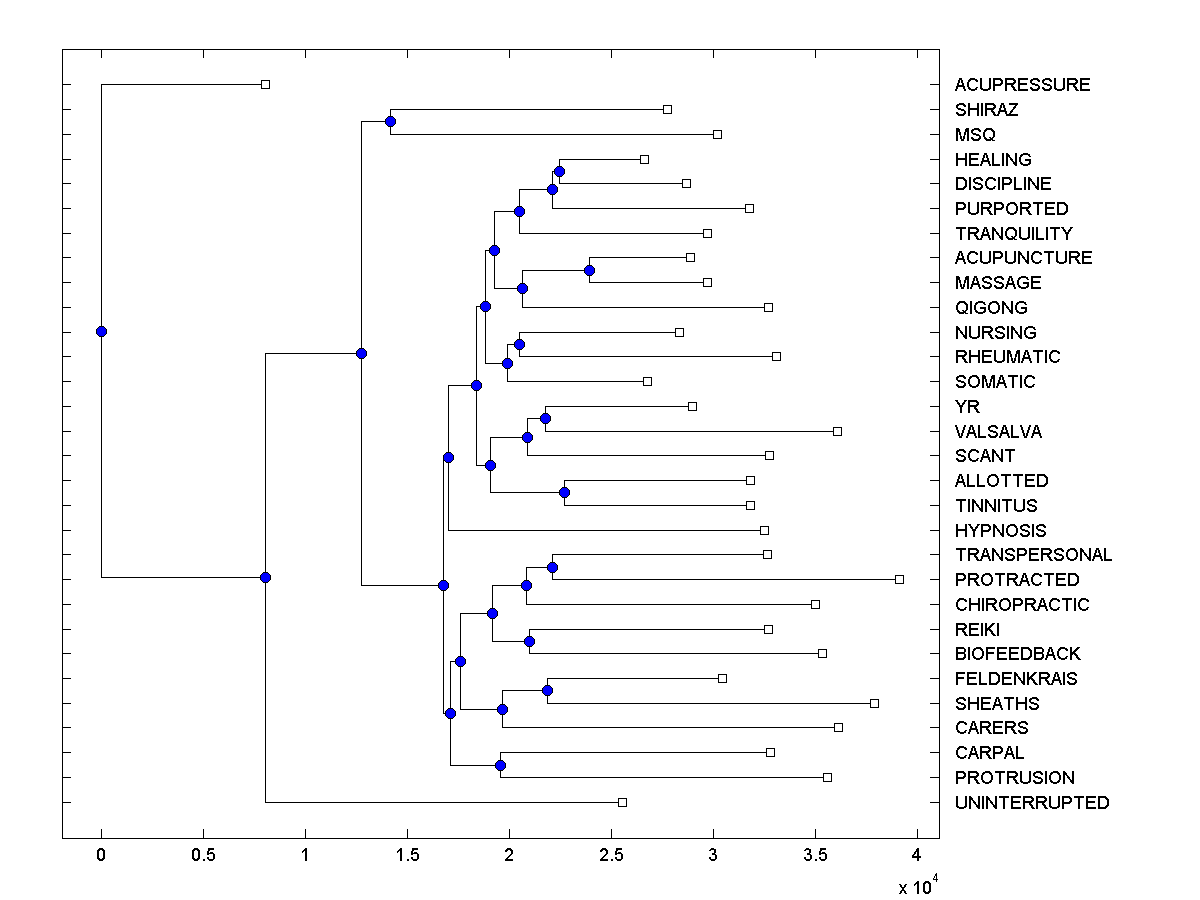 ACUPRESSURE
SHIRAZ
MSQ
HEALING
DISCIPLINE
PURPORTED
TRANQUILITY
ACUPUNCTURE
MASSAGE
QIGONG
NURSING
RHEUMATIC
SOMATIC
YR
VALSALVA
SCANT
ALLOTTED
TINNITUS
HYPNOSIS
TRANSPERSONAL
PROTRACTED
CHIROPRACTIC
REIKI
BIOFEEDBACK
FELDENKRAIS
SHEATHS
CARERS
CARPAL
PROTRUSION
UNINTERRUPTED
0 0.5 1 1.5 2 2.5 3 3.5 4
x 10^4